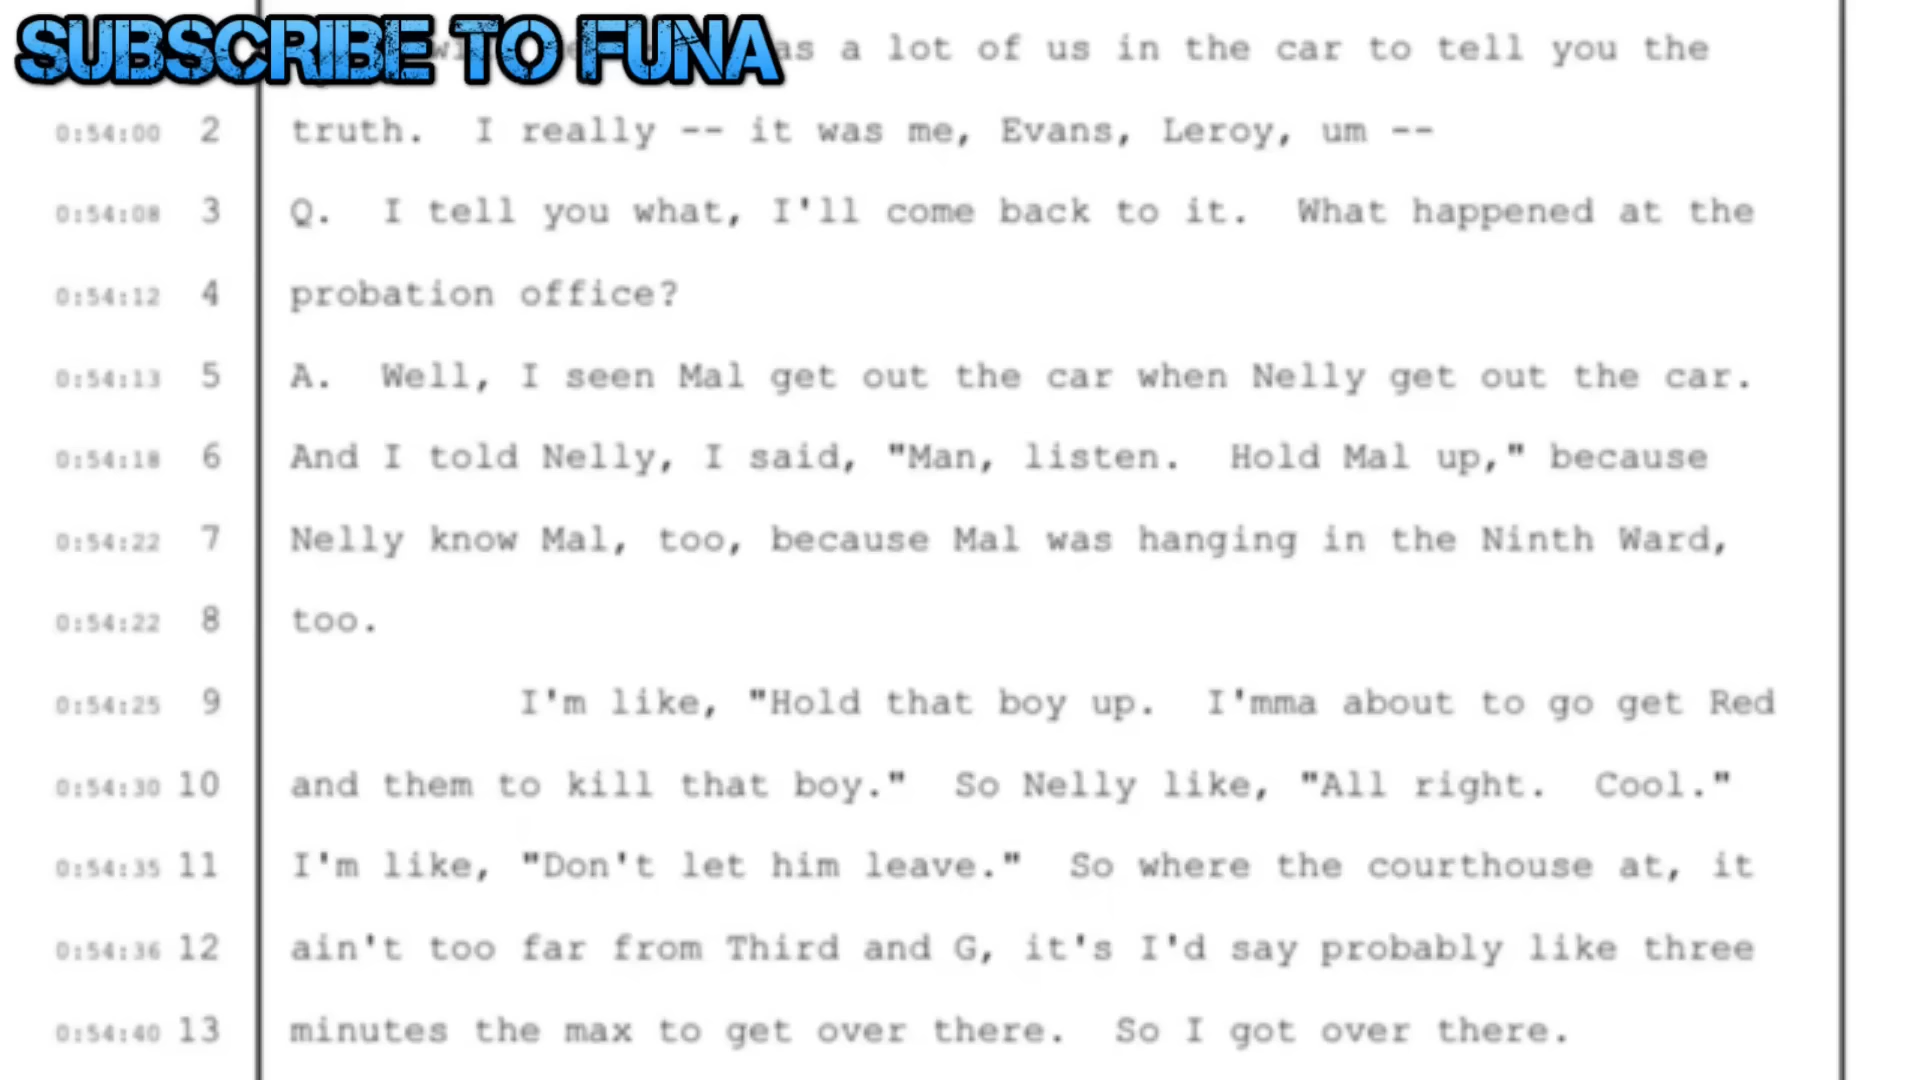 SUBSCRIBE TO FUNA
as a lot of us in the car to tell you the
0:54:00 2 truth. I really -- it was me, Evans, Leroy, um --
0:54:08 3 Q. I tell you what, I'll come back to it. What happened at the
0:54:12 4 probation office?
0:54:13 5 A. Well, I seen Mal get out the car when Nelly get out the car.
0:54:18 6 And I told Nelly, I said, "Man, listen. Hold Mal up," because
0:54:22 7 Nelly know Mal, too, because Mal was hanging in the Ninth Ward,
0:54:22 8 too.
0:54:25 9 I'm like, "Hold that boy up. I'mma about to go get Red
0:54:30 10 and them to kill that boy." So Nelly like, "All right. Cool."
0:54:35 11 I'm like, "Don't let him leave." So where the courthouse at, it
0:54:36 12 ain't too far from Third and G, it's I'd say probably like three
0:54:40 13 minutes the max to get over there. So I got over there.